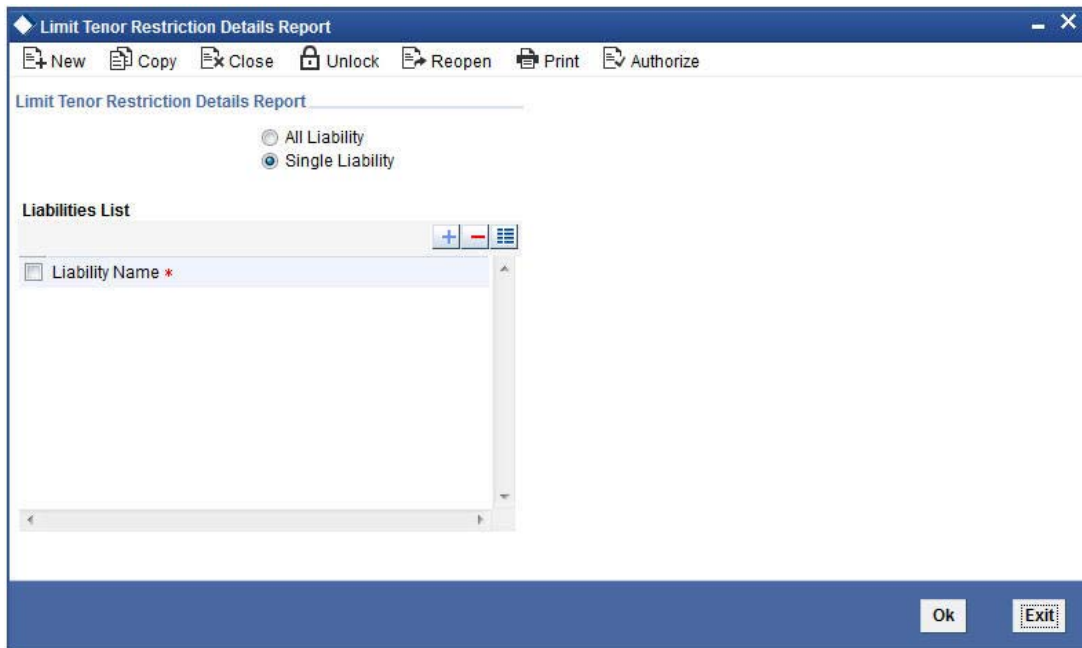 Limit Tenor Restriction Details Report
New Copy Close Unlock Reopen Print Authorize
Limit Tenor Restriction Details Report
All Liability
Single Liability
Liabilities List
Liability Name *
Ok Exit